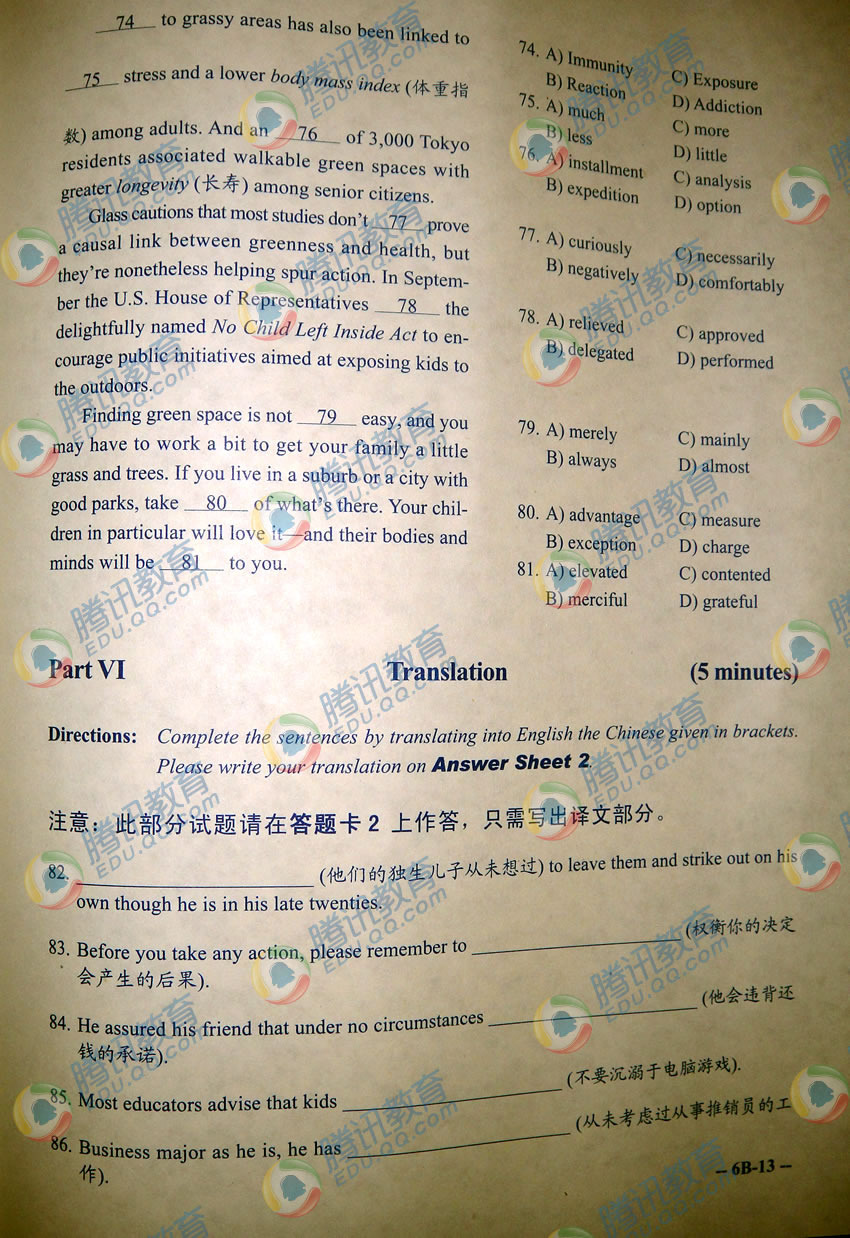 74 to grassy areas has also been linked to
75 stress and a lower body mass index (体重指
数) among adults. And an 76 of 3,000 Tokyo
residents associated walkable green spaces with
greater longevity (长寿) among senior citizens.
Glass cautions that most studies don't 77 prove
a causal link between greenness and health, but
they're nonetheless helping spur action. In Septem-
ber the U.S. House of Representatives 78 the
delightfully named No Child Left Inside Act to en-
courage public initiatives aimed at exposing kids to
the outdoors.
Finding green space is not 79 easy, and you
may have to work a bit to get your family a little
grass and trees. If you live in a suburb or a city with
good parks, take 80 of what's there. Your chil-
dren in particular will love it—and their bodies and
minds will be 81 to you.
74. A) Immunity C) Exposure
B) Reaction D) Addiction
75. A) much C) more
B) less D) little
76. A) installment C) analysis
B) expedition D) option
77. A) curiously C) necessarily
B) negatively D) comfortably
78. A) relieved C) approved
B) delegated D) performed
79. A) merely C) mainly
B) always D) almost
80. A) advantage C) measure
B) exception D) charge
81. A) elevated C) contented
B) merciful D) grateful
Part VI Translation (5 minutes)
Directions: Complete the sentences by translating into English the Chinese given in brackets.
Please write your translation on Answer Sheet 2.
注意：此部分试题请在答题卡 2 上作答，只需写出译文部分。
82. (他们的独生儿子从未想过) to leave them and strike out on his
own though he is in his late twenties.
83. Before you take any action, please remember to (权衡你的决定
会产生的后果).
84. He assured his friend that under no circumstances (他会违背还
钱的承诺).
85. Most educators advise that kids (不要沉溺于电脑游戏).
86. Business major as he is, he has (从未考虑过从事推销员的工
作).
-- 6B-13 --
腾讯教育
EDU.QQ.com